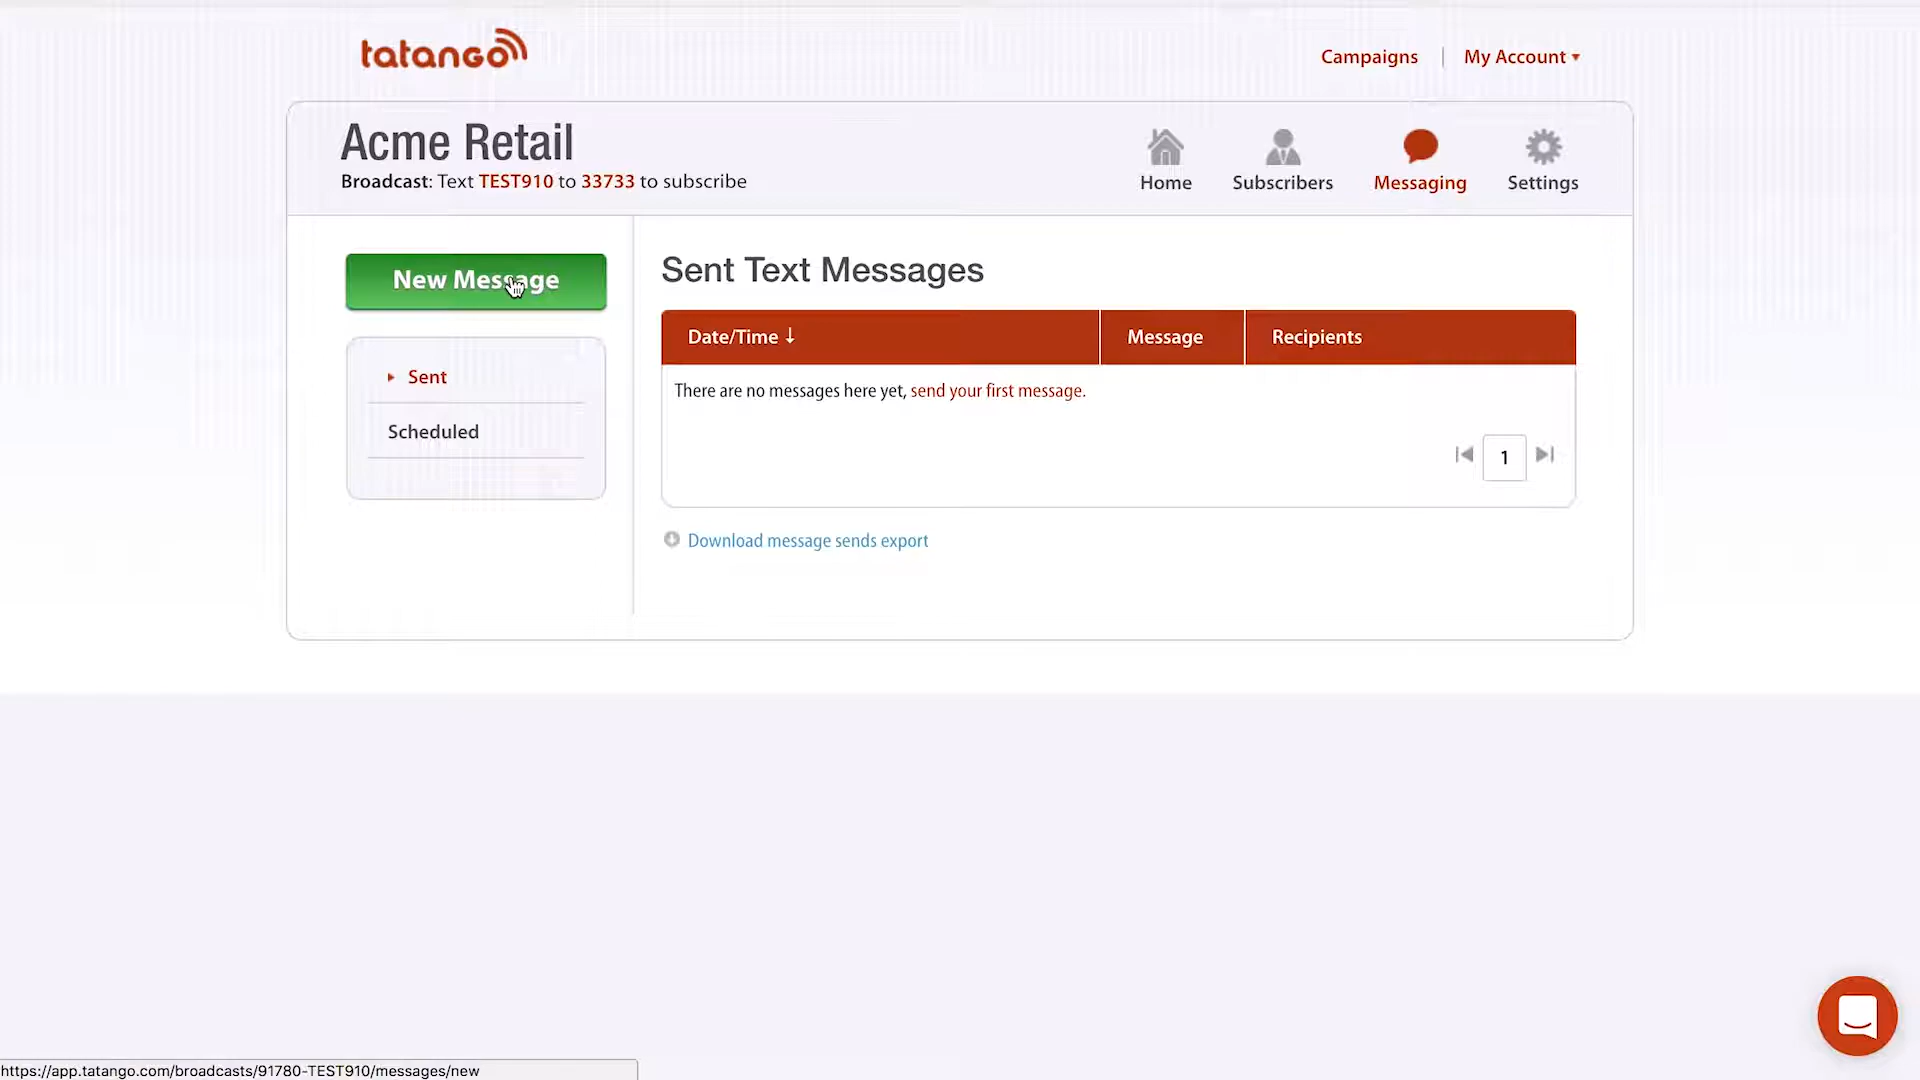 tatango
Campaigns
My Account
Acme Retail
Broadcast: Text TEST910 to 33733 to subscribe
Home
Subscribers
Messaging
Settings
New Message
Sent
Scheduled
Sent Text Messages
Date/Time ↓
Message
Recipients
There are no messages here yet, send your first message.
1
Download message sends export
https://app.tatango.com/broadcasts/91780-TEST910/messages/new